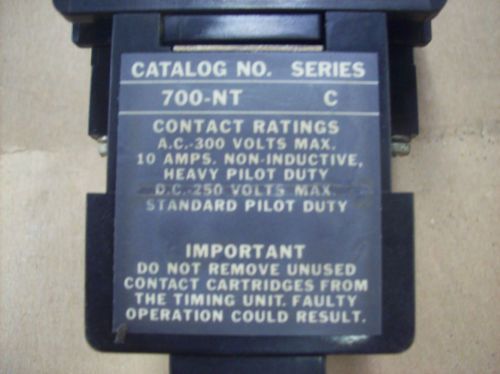 CATALOG NO. SERIES
700-NT C
CONTACT RATINGS
A.C.-300 VOLTS MAX.
10 AMPS. NON-INDUCTIVE,
HEAVY PILOT DUTY
D.C.-250 VOLTS MAX.
STANDARD PILOT DUTY
IMPORTANT
DO NOT REMOVE UNUSED
CONTACT CARTRIDGES FROM
THE TIMING UNIT. FAULTY
OPERATION COULD RESULT.